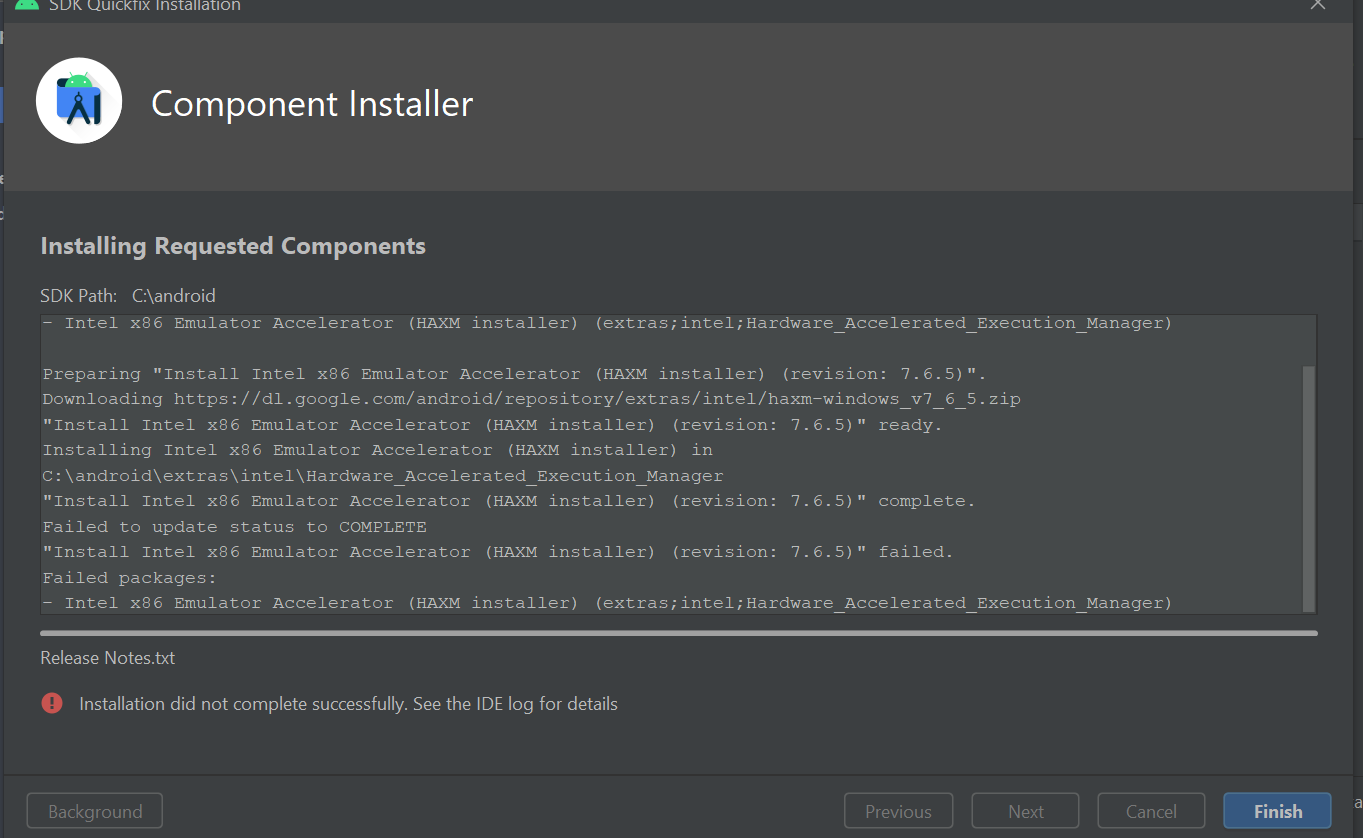 SDK Quickfix Installation
Component Installer
Installing Requested Components
SDK Path: C:\android
- Intel x86 Emulator Accelerator (HAXM installer) (extras;intel;Hardware_Accelerated_Execution_Manager)
Preparing "Install Intel x86 Emulator Accelerator (HAXM installer) (revision: 7.6.5)".
Downloading https://dl.google.com/android/repository/extras/intel/haxm-windows_v7_6_5.zip
"Install Intel x86 Emulator Accelerator (HAXM installer) (revision: 7.6.5)" ready.
Installing Intel x86 Emulator Accelerator (HAXM installer) in
C:\android\extras\intel\Hardware_Accelerated_Execution_Manager
"Install Intel x86 Emulator Accelerator (HAXM installer) (revision: 7.6.5)" complete.
Failed to update status to COMPLETE
"Install Intel x86 Emulator Accelerator (HAXM installer) (revision: 7.6.5)" failed.
Failed packages:
- Intel x86 Emulator Accelerator (HAXM installer) (extras;intel;Hardware_Accelerated_Execution_Manager)
Release Notes.txt
Installation did not complete successfully. See the IDE log for details
Background Previous Next Cancel Finish